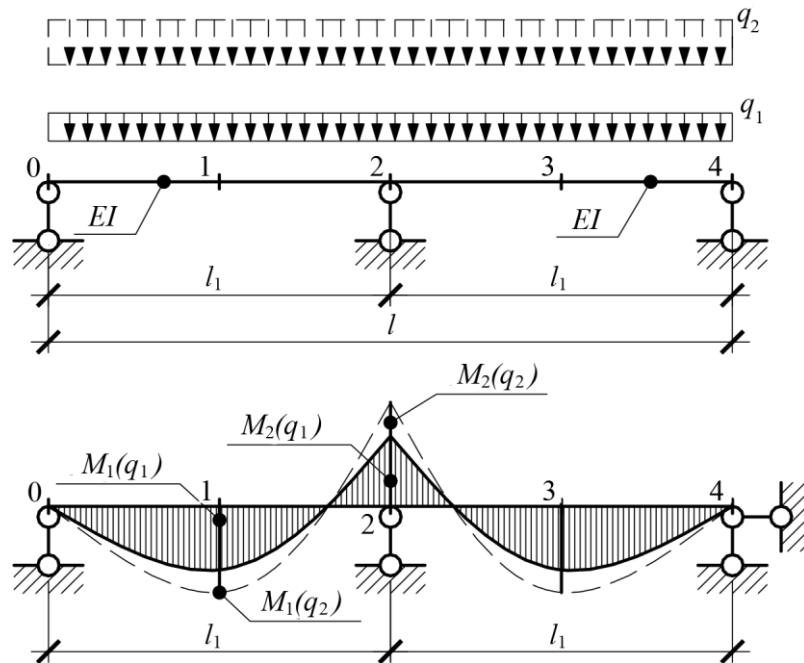 q2
q1
0 1 2 3 4
EI EI
l1 l1
l
M2(q2)
M2(q1)
M1(q1)
0 1 3 4
2
M1(q2)
l1 l1